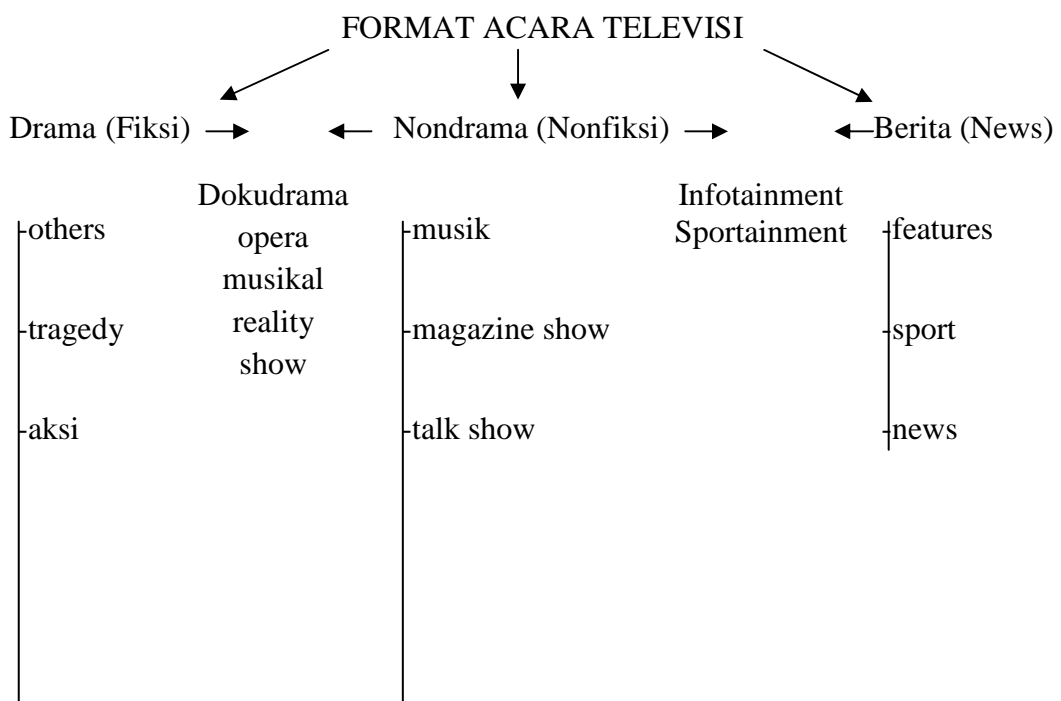 FORMAT ACARA TELEVISI
Drama (Fiksi)
Nondrama (Nonfiksi)
Berita (News)
-others
-tragedy
-aksi
Dokudrama
opera
musikal
reality
show
-musik
-magazine show
-talk show
Infotainment
Sportainment
-features
-sport
-news